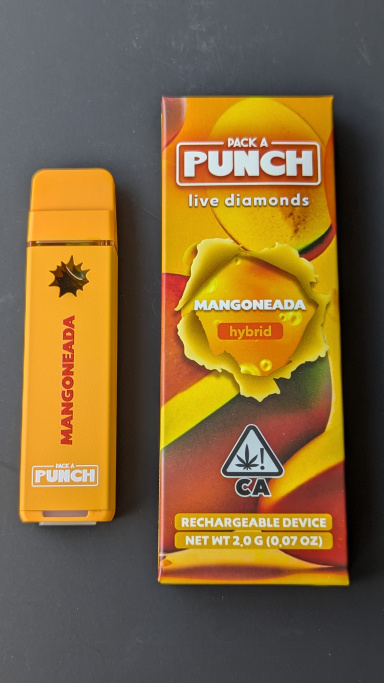 MANGONEADA
PACK A
PUNCH
PACK A
PUNCH
live diamonds
MANGONEADA
hybrid
!
CA
RECHARGEABLE DEVICE
NET WT 2,0 G (0,07 OZ)